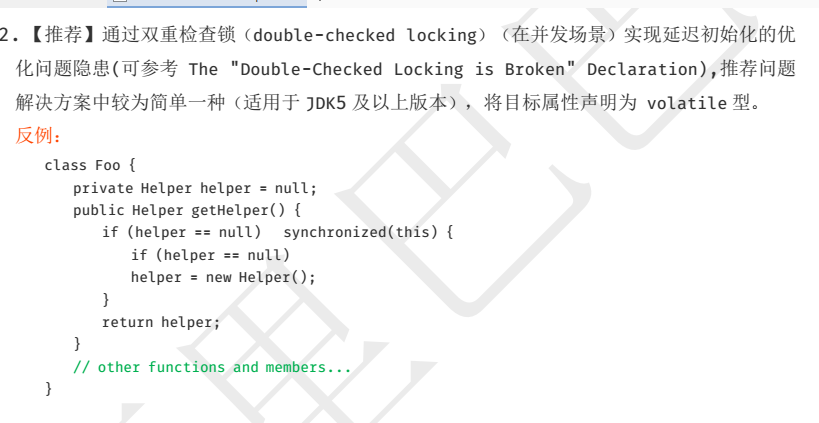 2.【推荐】通过双重检查锁（double-checked locking）（在并发场景）实现延迟初始化的优
化问题隐患(可参考 The "Double-Checked Locking is Broken" Declaration),推荐问题
解决方案中较为简单一种（适用于 JDK5 及以上版本），将目标属性声明为 volatile 型。
反例：
class Foo {
private Helper helper = null;
public Helper getHelper() {
if (helper == null) synchronized(this) {
if (helper == null)
helper = new Helper();
}
return helper;
}
// other functions and members...
}